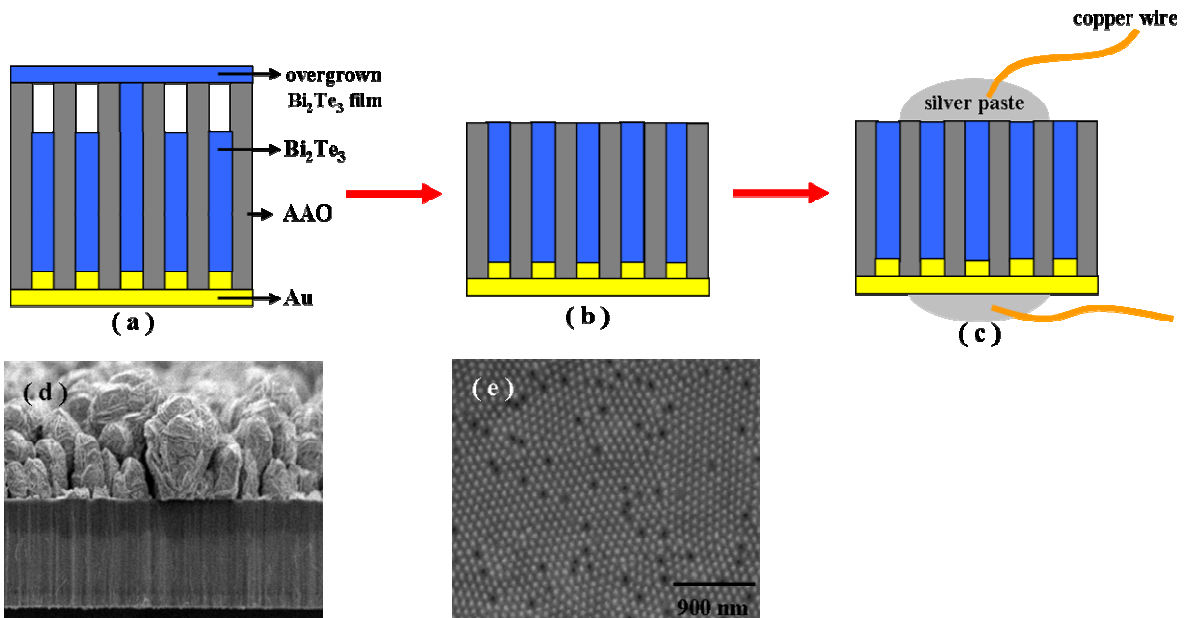 copper wire
overgrown
Bi₂Te₃ film
silver paste
Bi₂Te₃
AAO
Au
( a )
( b )
( c )
( d )
( e )
900 nm